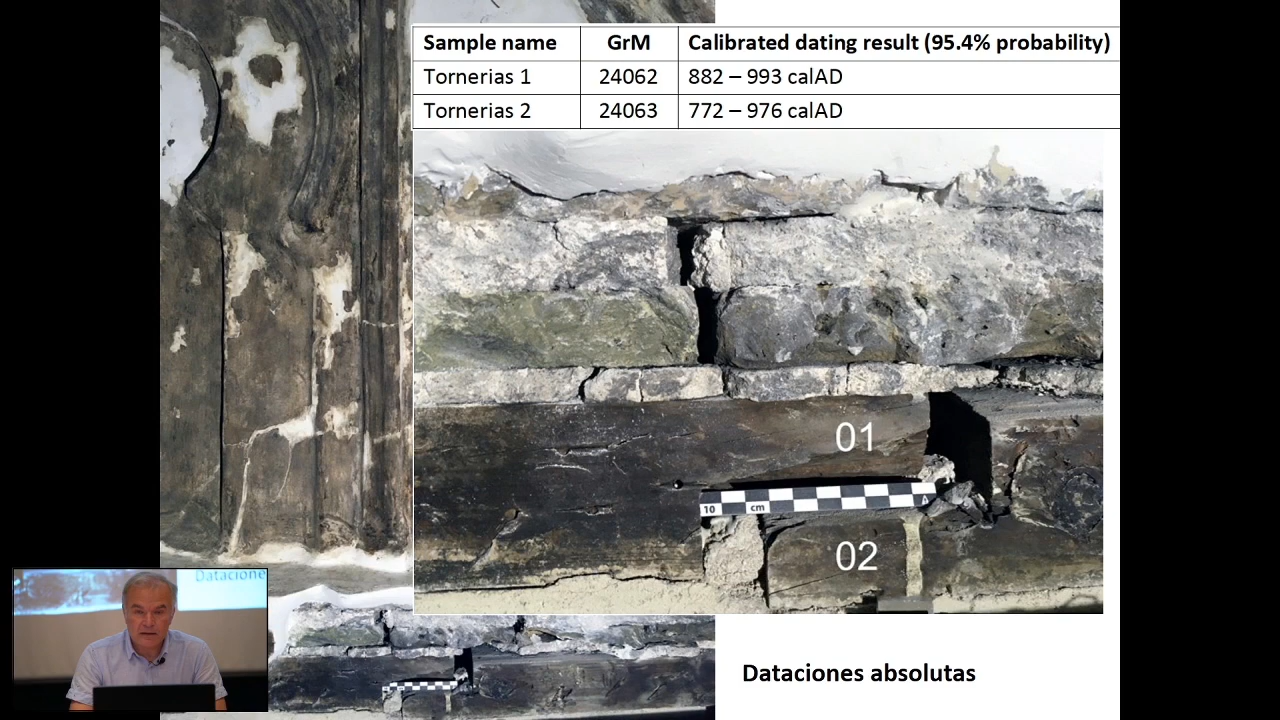 Sample name GrM Calibrated dating result (95.4% probability)
Tornerias 1 24062 882 – 993 calAD
Tornerias 2 24063 772 – 976 calAD
01
10 cm A
02
Datacione
Dataciones absolutas